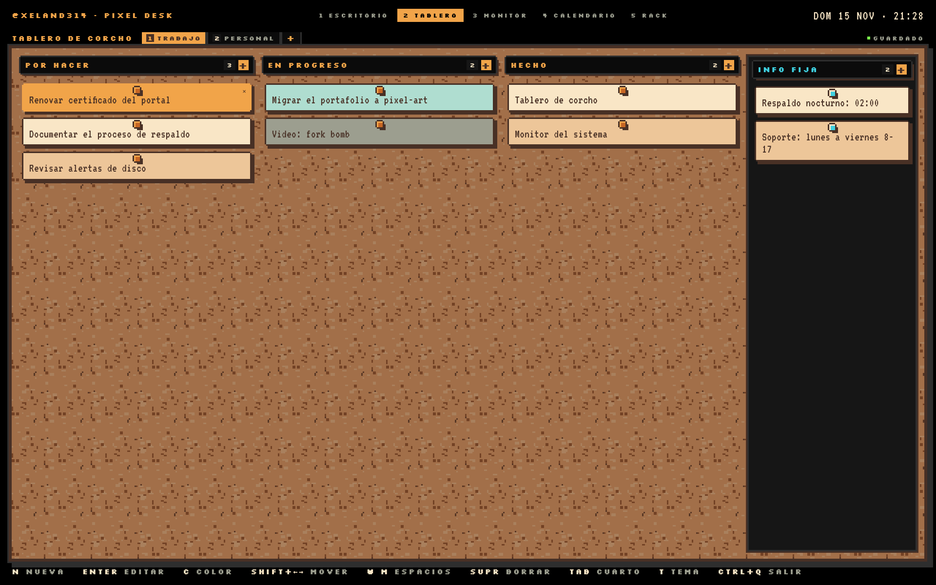 @XELAND314 · PIXEL DESK
1 ESCRITORIO 2 TABLERO 3 MONITOR 4 CALENDARIO 5 RACK
DOM 15 NOV · 21:28
TABLERO DE CORCHO 1 TRABAJO 2 PERSONAL +
GUARDADO
POR HACER 3 +
Renovar certificado del portal ×
Documentar el proceso de respaldo
Revisar alertas de disco
EN PROGRESO 2 +
Migrar el portafolio a pixel-art
Video: fork bomb
HECHO 2 +
Tablero de corcho
Monitor del sistema
INFO FIJA 2 +
Respaldo nocturno: 02:00
Soporte: lunes a viernes 8-
17
N NUEVA ENTER EDITAR C COLOR SHIFT+←→ MOVER W M ESPACIOS SUPR BORRAR TAB CUARTO T TEMA CTRL+Q SALIR